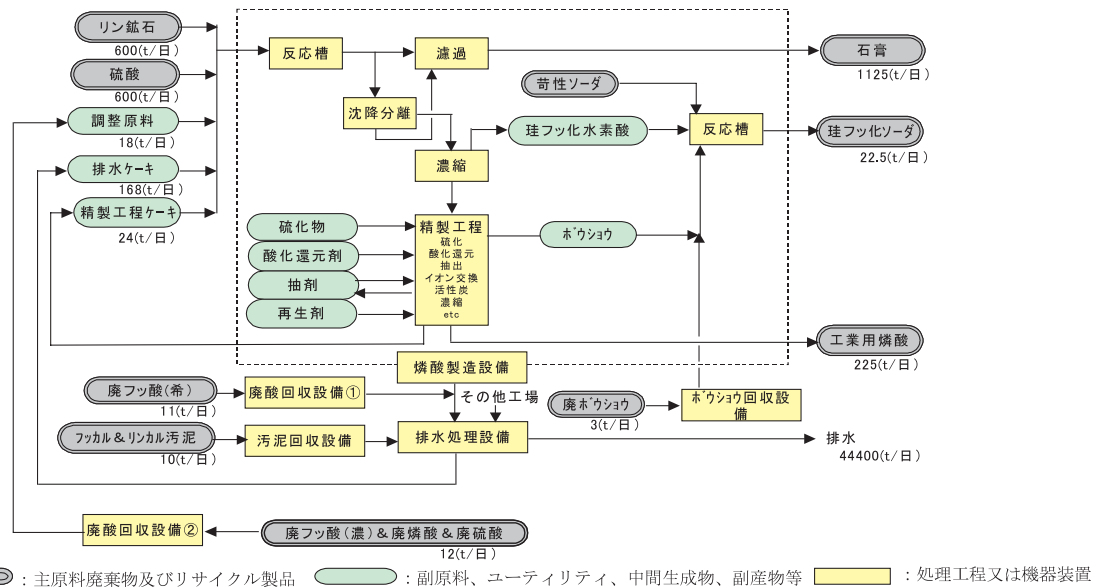 リン鉱石
600(t/日)
硫酸
600(t/日)
調整原料
18(t/日)
排水ケーキ
168(t/日)
精製工程ケーキ
24(t/日)
反応槽
濾過
沈降分離
濃縮
苛性ソーダ
珪フッ化水素酸
反応槽
石膏
1125(t/日)
珪フッ化ソーダ
22.5(t/日)
硫化物
酸化還元剤
抽剤
再生剤
精製工程
硫化
酸化還元
抽出
イオン交換
活性炭
濃縮
etc
ボウショウ
工業用燐酸
225(t/日)
燐酸製造設備
廃フッ酸(希)
11(t/日)
廃酸回収設備①
その他工場
廃ボウショウ
3(t/日)
ボウショウ回収設
備
フッカル&リンカル汚泥
10(t/日)
汚泥回収設備
排水処理設備
排水
44400(t/日)
廃酸回収設備②
廃フッ酸(濃)&廃燐酸&廃硫酸
12(t/日)
：主原料廃棄物及びリサイクル製品
：副原料、ユーティリティ、中間生成物、副産物等
：処理工程又は機器装置